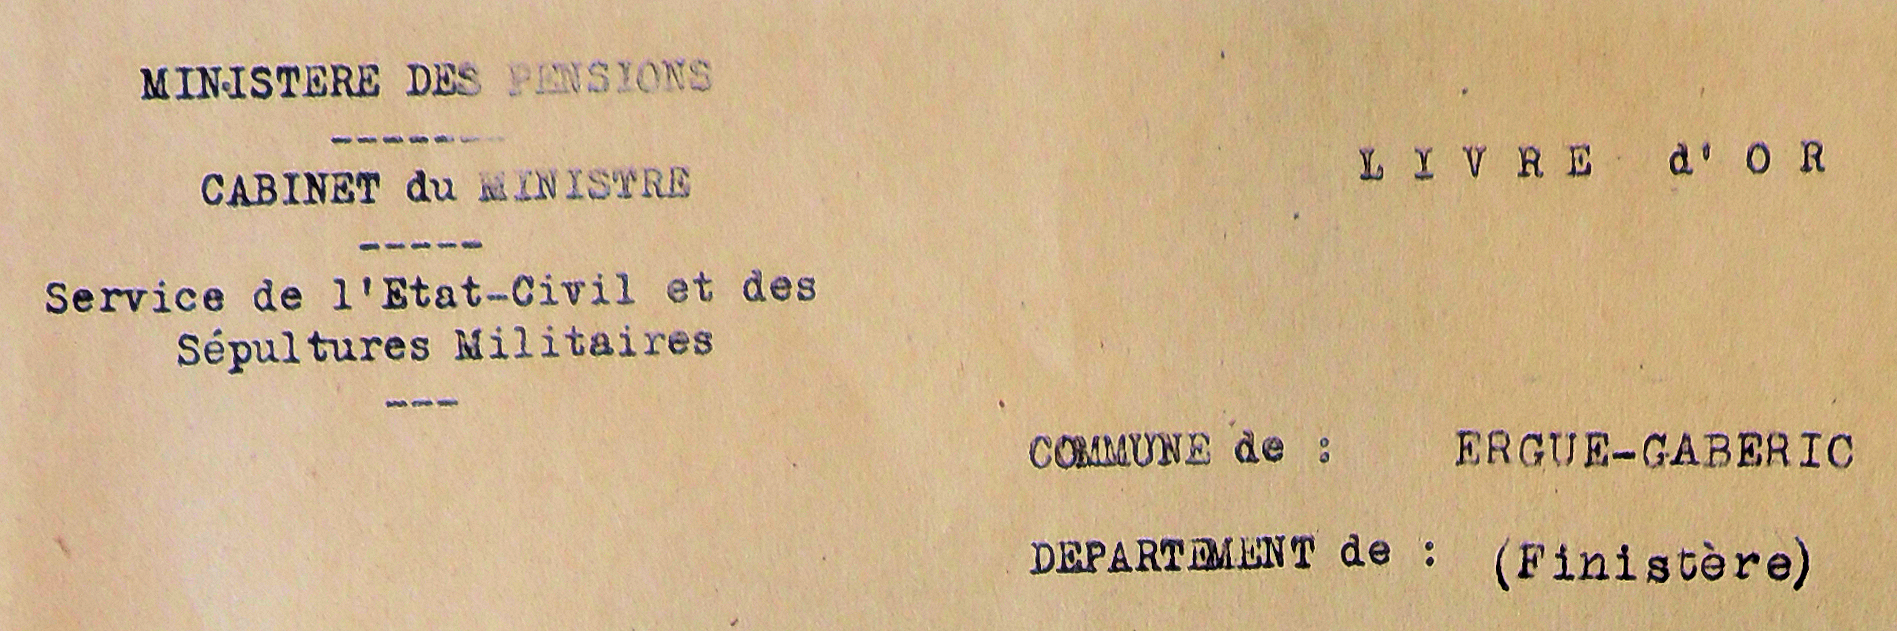 MINISTERE DES PENSIONS
-------
CABINET du MINISTRE
-----
Service de l'Etat-Civil et des
Sépultures Militaires
---
L I V R E d' O R
COMMUNE de : ERGUE-GABERIC
DEPARTEMENT de : (Finistère)